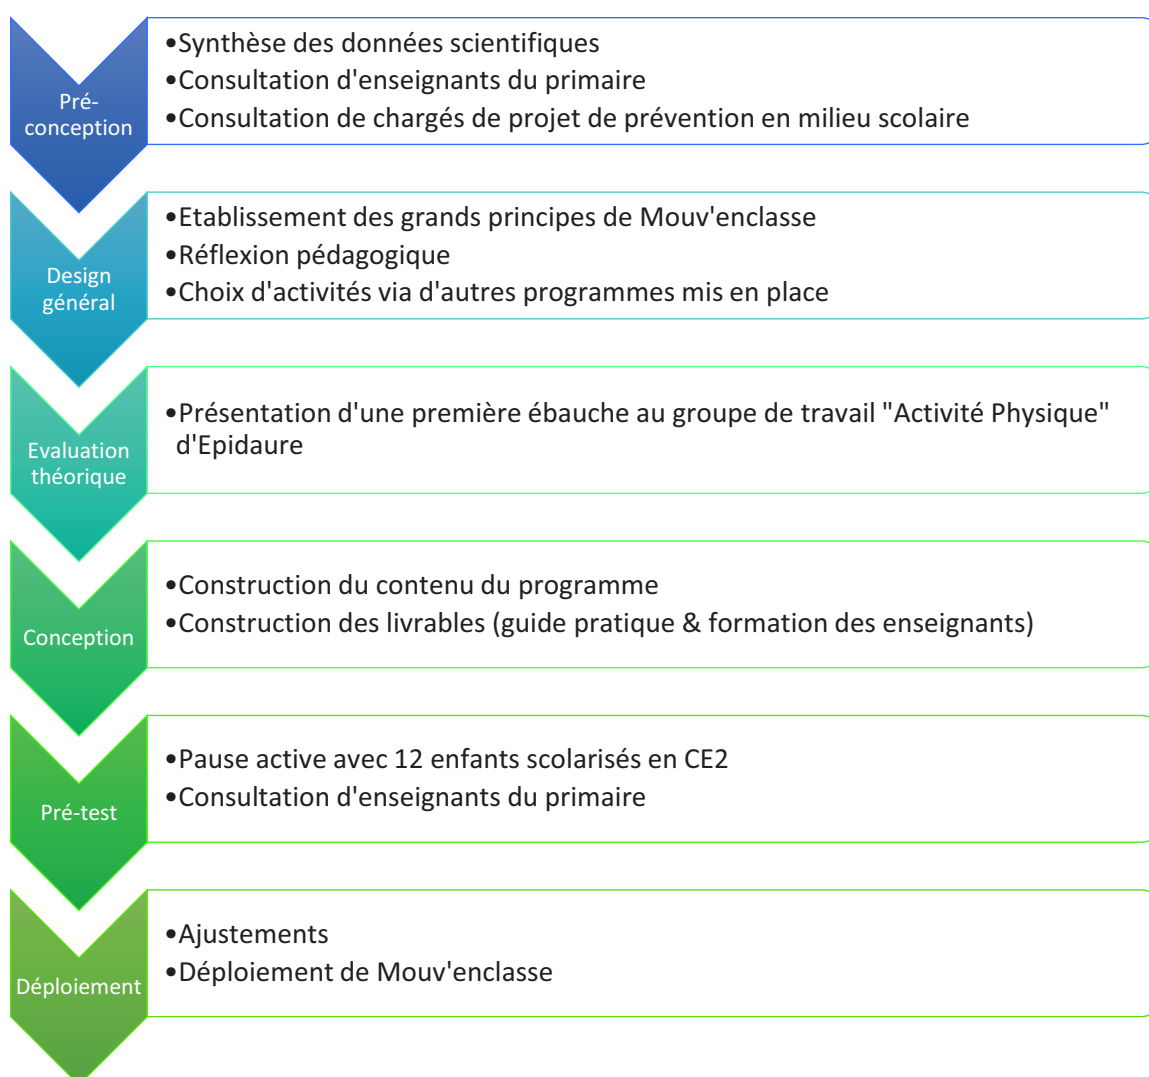 Pré-
conception
•Synthèse des données scientifiques
•Consultation d'enseignants du primaire
•Consultation de chargés de projet de prévention en milieu scolaire
Design
général
•Etablissement des grands principes de Mouv'enclasse
•Réflexion pédagogique
•Choix d'activités via d'autres programmes mis en place
Evaluation
théorique
•Présentation d'une première ébauche au groupe de travail "Activité Physique"
d'Epidaure
Conception
•Construction du contenu du programme
•Construction des livrables (guide pratique & formation des enseignants)
Pré-test
•Pause active avec 12 enfants scolarisés en CE2
•Consultation d'enseignants du primaire
Déploiement
•Ajustements
•Déploiement de Mouv'enclasse